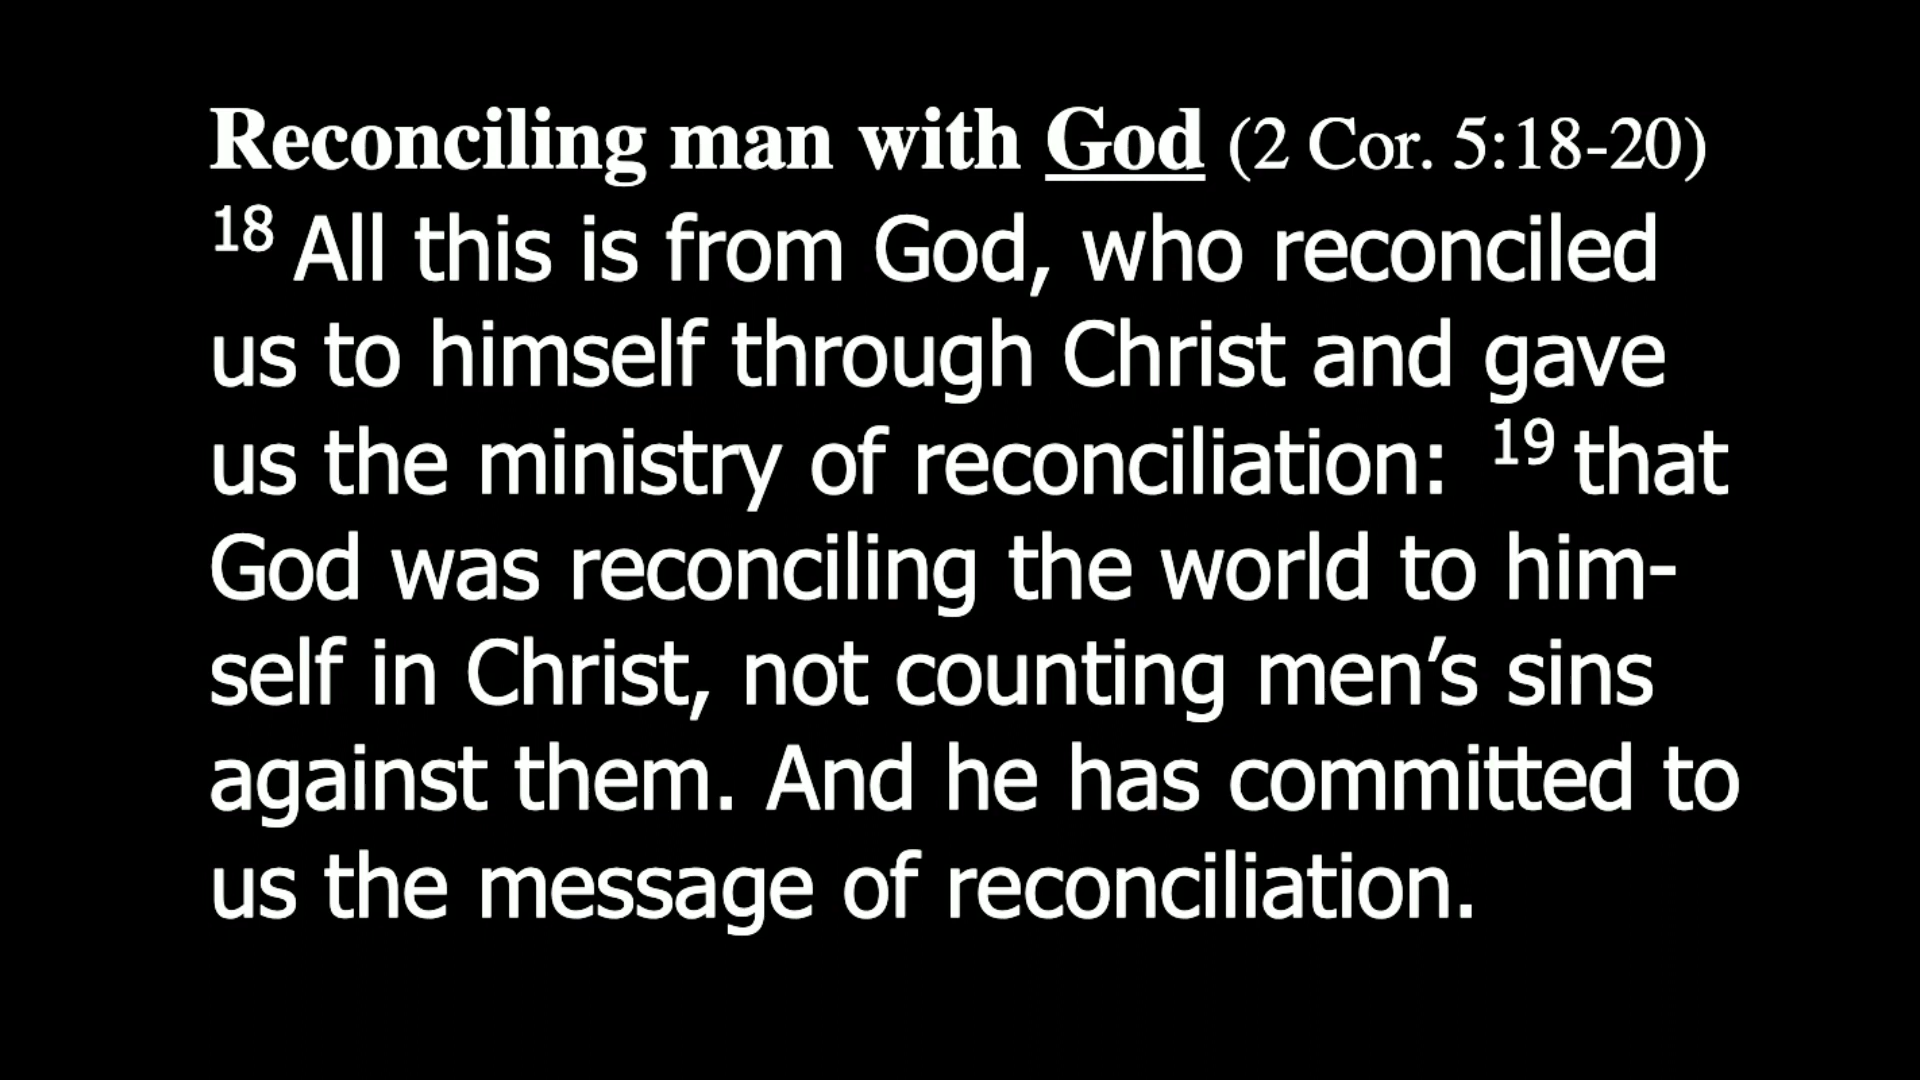 Reconciling man with God (2 Cor. 5:18-20)
18 All this is from God, who reconciled
us to himself through Christ and gave
us the ministry of reconciliation: 19 that
God was reconciling the world to him-
self in Christ, not counting men’s sins
against them. And he has committed to
us the message of reconciliation.